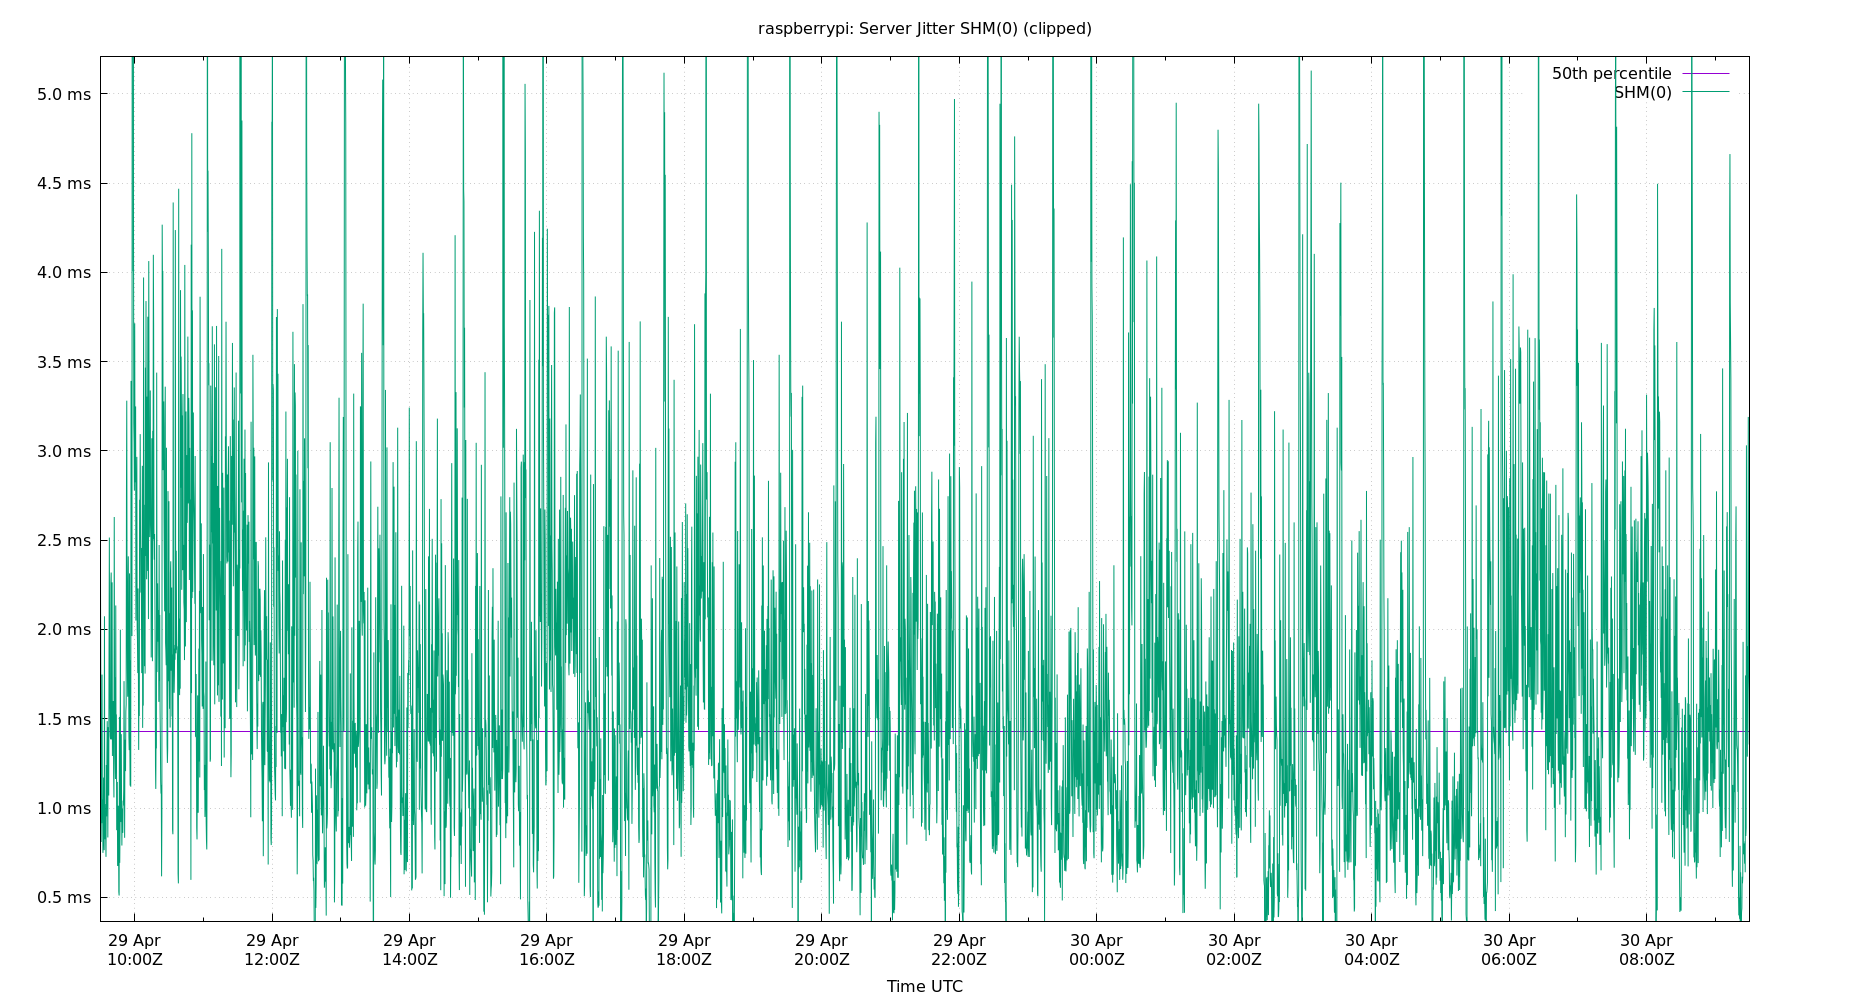 raspberrypi: Server Jitter SHM(0) (clipped)
50th percentile
SHM(0)
5.0 ms
4.5 ms
4.0 ms
3.5 ms
3.0 ms
2.5 ms
2.0 ms
1.5 ms
1.0 ms
0.5 ms
29 Apr 29 Apr 29 Apr 29 Apr 29 Apr 29 Apr 29 Apr 30 Apr 30 Apr 30 Apr 30 Apr 30 Apr
10:00Z 12:00Z 14:00Z 16:00Z 18:00Z 20:00Z 22:00Z 00:00Z 02:00Z 04:00Z 06:00Z 08:00Z
Time UTC